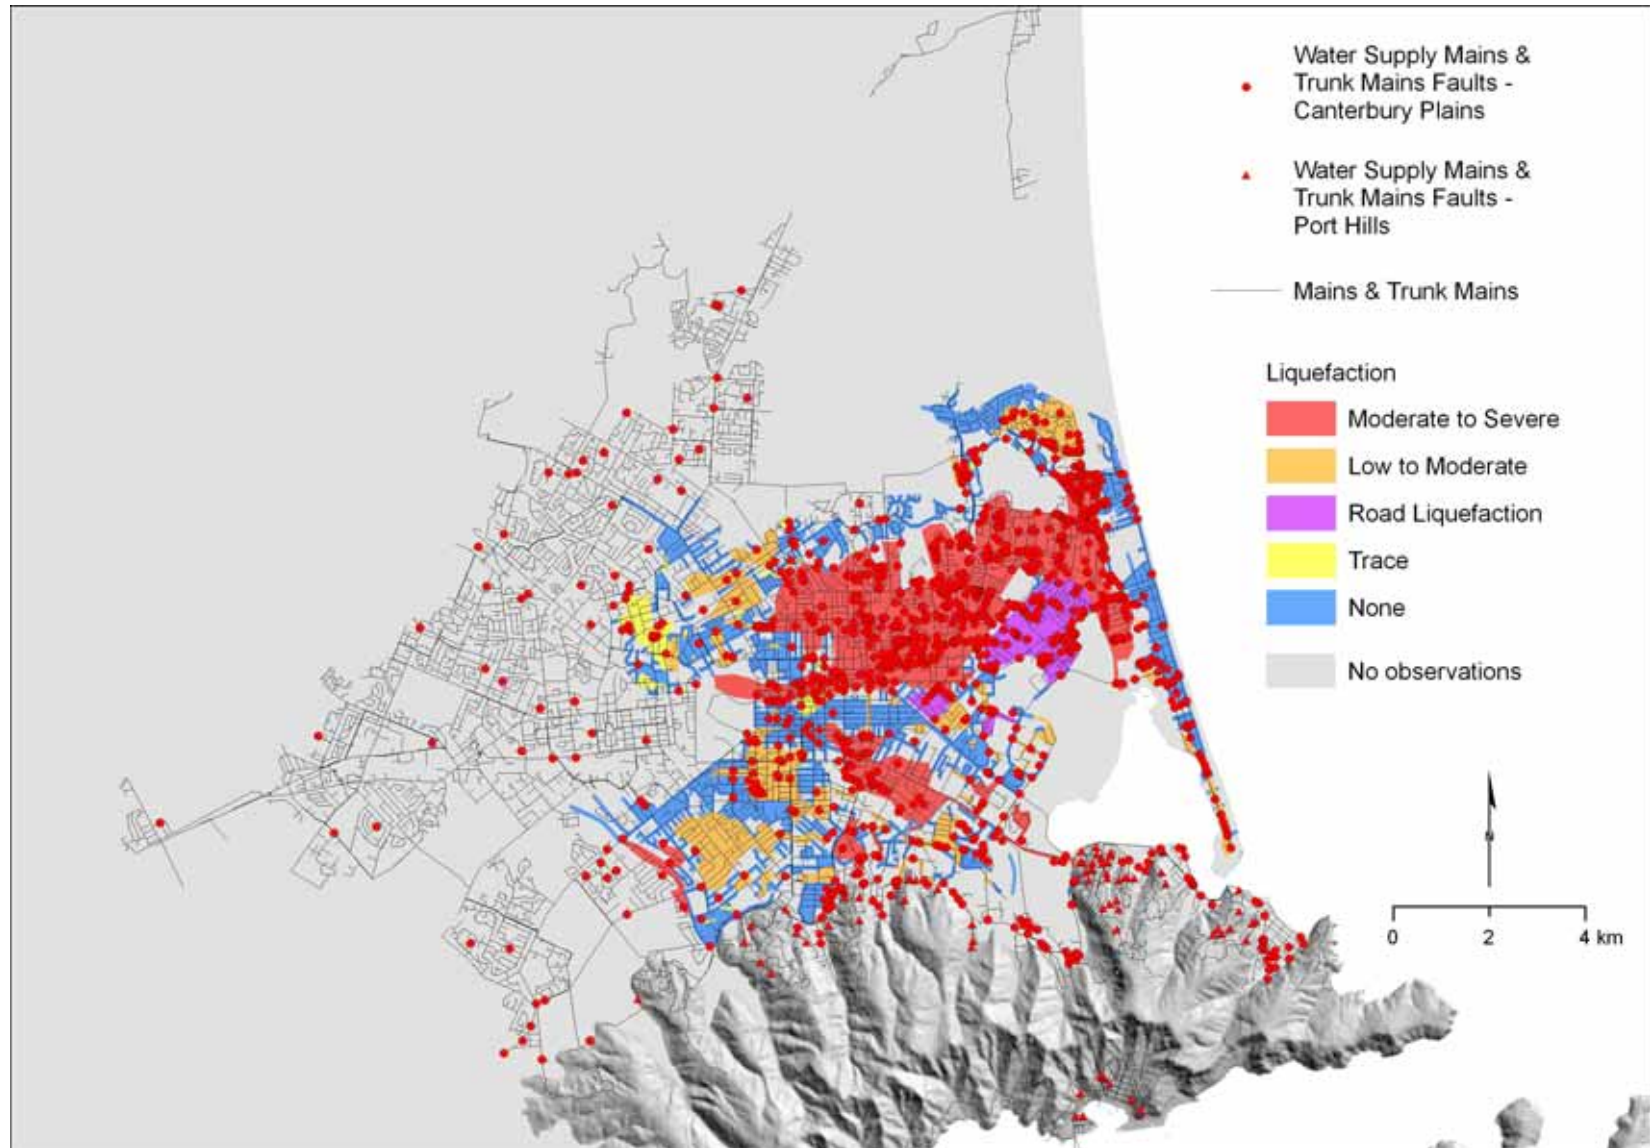 Water Supply Mains &
Trunk Mains Faults -
Canterbury Plains
Water Supply Mains &
Trunk Mains Faults -
Port Hills
Mains & Trunk Mains
Liquefaction
Moderate to Severe
Low to Moderate
Road Liquefaction
Trace
None
No observations
N
0 2 4 km